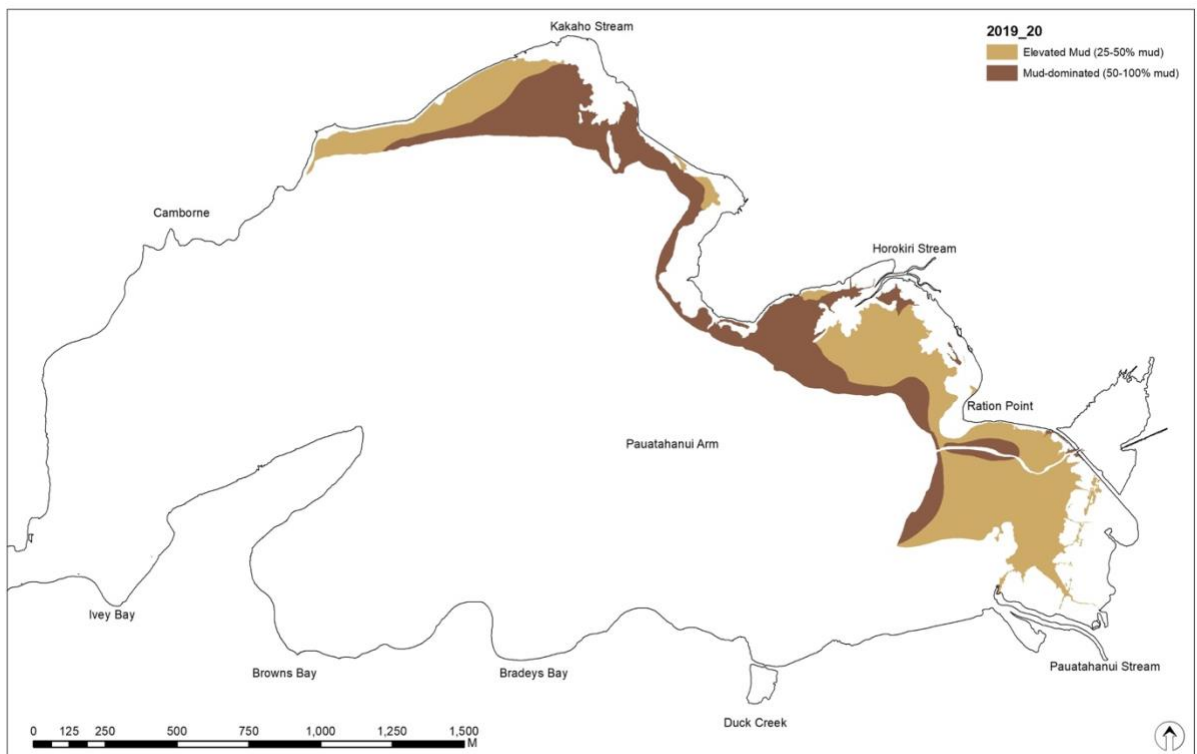 Kakaho Stream
2019_20
Elevated Mud (25-50% mud)
Mud-dominated (50-100% mud)
Camborne
Horokiri Stream
Ration Point
Pauatahanui Arm
Ivey Bay
Browns Bay
Bradeys Bay
Pauatahanui Stream
Duck Creek
0 125 250 500 750 1,000 1,250 1,500
M